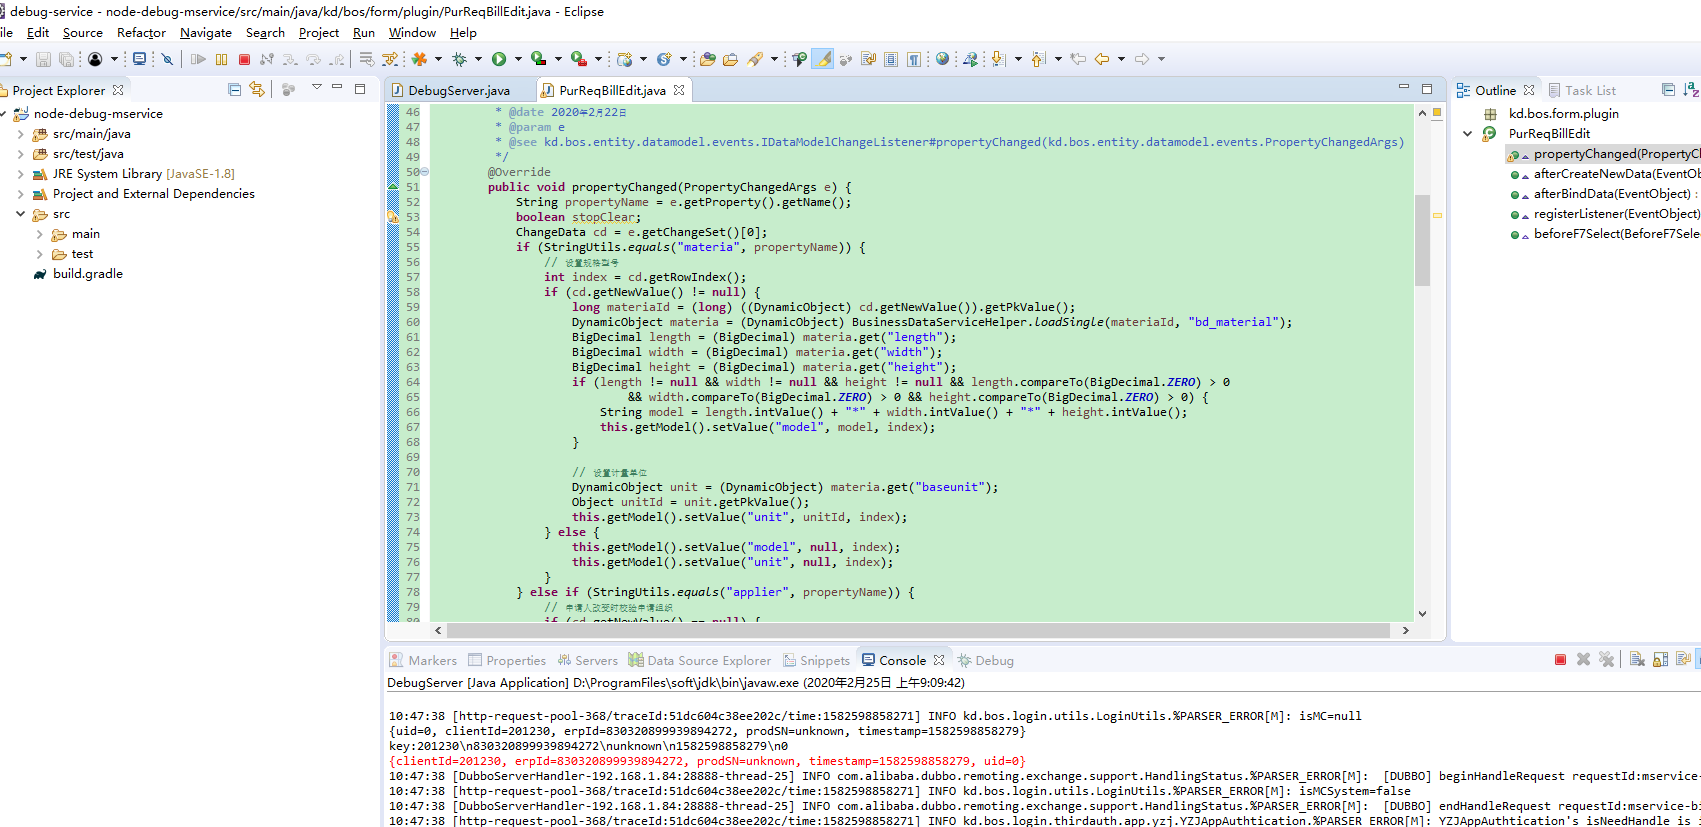 debug-service - node-debug-mservice/src/main/java/kd/bos/form/plugin/PurReqBillEdit.java - Eclipse
ile Edit Source Refactor Navigate Search Project Run Window Help
Project Explorer
node-debug-mservice
src/main/java
src/test/java
JRE System Library [JavaSE-1.8]
Project and External Dependencies
src
main
test
build.gradle
DebugServer.java PurReqBillEdit.java
46 * @date 2020年2月22日
47 * @param e
48 * @see kd.bos.entity.datamodel.events.IDataModelChangeListener#propertyChanged(kd.bos.entity.datamodel.events.PropertyChangedArgs)
49 */
50 @Override
51 public void propertyChanged(PropertyChangedArgs e) {
52 String propertyName = e.getProperty().getName();
53 boolean stopClear;
54 ChangeData cd = e.getChangeSet()[0];
55 if (StringUtils.equals("materia", propertyName)) {
56 // 设置规格型号
57 int index = cd.getRowIndex();
58 if (cd.getNewValue() != null) {
59 long materiaId = (long) ((DynamicObject) cd.getNewValue()).getPkValue();
60 DynamicObject materia = (DynamicObject) BusinessDataServiceHelper.loadSingle(materiaId, "bd_material");
61 BigDecimal length = (BigDecimal) materia.get("length");
62 BigDecimal width = (BigDecimal) materia.get("width");
63 BigDecimal height = (BigDecimal) materia.get("height");
64 if (length != null && width != null && height != null && length.compareTo(BigDecimal.ZERO) > 0
65 && width.compareTo(BigDecimal.ZERO) > 0 && height.compareTo(BigDecimal.ZERO) > 0) {
66 String model = length.intValue() + "*" + width.intValue() + "*" + height.intValue();
67 this.getModel().setValue("model", model, index);
68 }
69
70 // 设置计量单位
71 DynamicObject unit = (DynamicObject) materia.get("baseunit");
72 Object unitId = unit.getPkValue();
73 this.getModel().setValue("unit", unitId, index);
74 } else {
75 this.getModel().setValue("model", null, index);
76 this.getModel().setValue("unit", null, index);
77 }
78 } else if (StringUtils.equals("applier", propertyName)) {
79 // 申请人改变时校验申请组织
80 if (cd.getNewValue() == null) {
Outline Task List
kd.bos.form.plugin
PurReqBillEdit
propertyChanged(PropertyCh
afterCreateNewData(EventOb
afterBindData(EventObject) :
registerListener(EventObject)
beforeF7Select(BeforeF7Sele
Markers Properties Servers Data Source Explorer Snippets Console Debug
DebugServer [Java Application] D:\ProgramFiles\soft\jdk\bin\javaw.exe (2020年2月25日 上午9:09:42)
10:47:38 [http-request-pool-368/traceId:51dc604c38ee202c/time:1582598858271] INFO kd.bos.login.utils.LoginUtils.%PARSER_ERROR[M]: isMC=null
{uid=0, clientId=201230, erpId=830320899939894272, prodSN=unknown, timestamp=1582598858279}
key:201230\n830320899939894272\nunknown\n1582598858279\n0
{clientId=201230, erpId=830320899939894272, prodSN=unknown, timestamp=1582598858279, uid=0}
10:47:38 [DubboServerHandler-192.168.1.84:28888-thread-25] INFO com.alibaba.dubbo.remoting.exchange.support.HandlingStatus.%PARSER_ERROR[M]: [DUBBO] beginHandleRequest requestId:mservice-
10:47:38 [http-request-pool-368/traceId:51dc604c38ee202c/time:1582598858271] INFO kd.bos.login.utils.LoginUtils.%PARSER_ERROR[M]: isMCSystem=false
10:47:38 [DubboServerHandler-192.168.1.84:28888-thread-25] INFO com.alibaba.dubbo.remoting.exchange.support.HandlingStatus.%PARSER_ERROR[M]: [DUBBO] endHandleRequest requestId:mservice-bi
10:47:38 [http-request-pool-368/traceId:51dc604c38ee202c/time:1582598858271] INFO kd.bos.login.thirdauth.app.yzj.YZJAppAuthtication.%PARSER_ERROR[M]: YZJAppAuthtication's isNeedHandle is